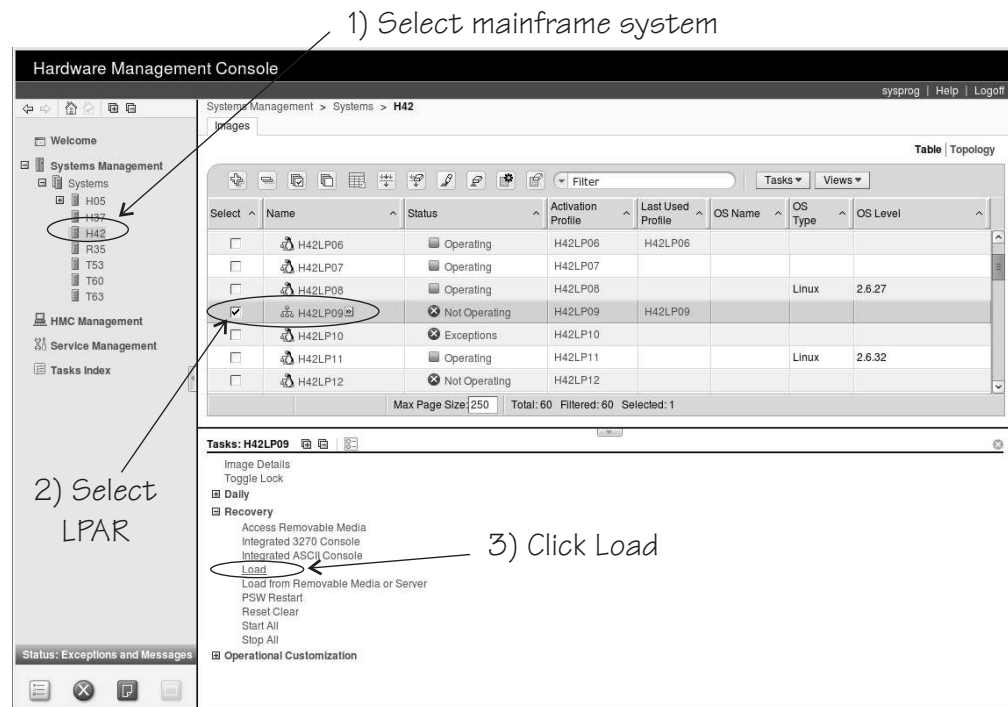 1) Select mainframe system
Hardware Management Console
sysprog | Help | Logoff
Systems Management > Systems > H42
Images
Welcome
Systems Management
Systems
H05
H37
H42
R35
T53
T60
T63
HMC Management
Service Management
Tasks Index
Table | Topology
Filter
Tasks Views
Select Name Status Activation Profile Last Used Profile OS Name OS Type OS Level
H42LP06 Operating H42LP06 H42LP06
H42LP07 Operating H42LP07
H42LP08 Operating H42LP08 Linux 2.6.27
H42LP09 Not Operating H42LP09 H42LP09
H42LP10 Exceptions H42LP10
H42LP11 Operating H42LP11 Linux 2.6.32
H42LP12 Not Operating H42LP12
Max Page Size: 250 Total: 60 Filtered: 60 Selected: 1
Tasks: H42LP09
Image Details
Toggle Lock
Daily
Recovery
Access Removable Media
Integrated 3270 Console
Integrated ASCII Console
Load
Load from Removable Media or Server
PSW Restart
Reset Clear
Start All
Stop All
Operational Customization
2) Select
LPAR
3) Click Load
Status: Exceptions and Messages